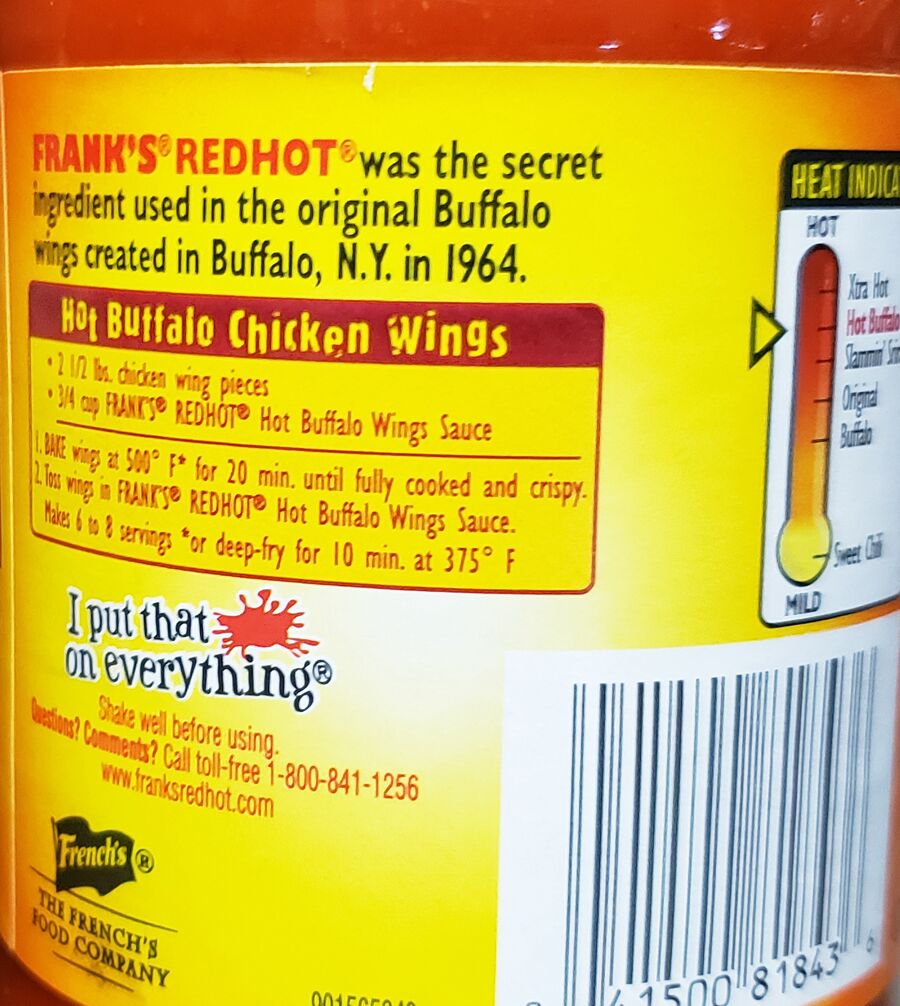 FRANK'S® REDHOT® was the secret
ingredient used in the original Buffalo
wings created in Buffalo, N.Y. in 1964.
Hot Buffalo Chicken Wings
• 2 1/2 lbs. chicken wing pieces
• 3/4 cup FRANK'S® REDHOT® Hot Buffalo Wings Sauce
1. BAKE wings at 500° F* for 20 min. until fully cooked and crispy.
2. Toss wings in FRANK'S® REDHOT® Hot Buffalo Wings Sauce.
Makes 6 to 8 servings *or deep-fry for 10 min. at 375° F
I put that
on everything®
Shake well before using.
Questions? Comments? Call toll-free 1-800-841-1256
www.franksredhot.com
French's®
THE FRENCH'S
FOOD COMPANY
HEAT
HOT
Xtra Hot
Hot Buffalo
Slammin'
Original
Buffalo
Sweet Chili
MILD
41500 81843 6